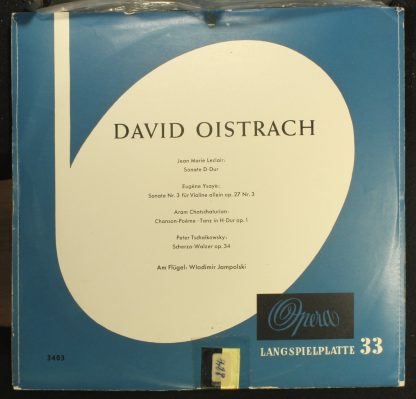 DAVID OISTRACH
Jean Marie Leclair:
Sonate D-Dur
Eugène Ysaye:
Sonate Nr. 3 für Violine allein op. 27 Nr. 3
Aram Chatschaturian:
Chanson-Poème · Tanz in H-Dur op. 1
Peter Tschaikowsky:
Scherzo-Walzer op. 34
Am Flügel: Wladimir Jampolski
Opera
LANGSPIELPLATTE 33
3403